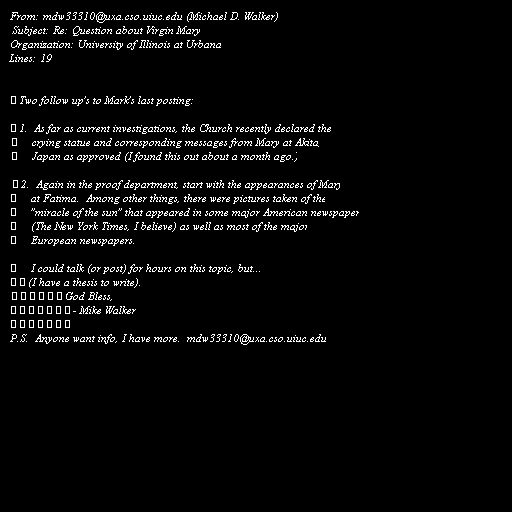 From: mdw33310@uxa.cso.uiuc.edu (Michael D. Walker)
Subject: Re: Question about Virgin Mary
Organization: University of Illinois at Urbana
Lines: 19
Two follow up's to Mark's last posting:
1. As far as current investigations, the Church recently declared the
crying statue and corresponding messages from Mary at Akita,
Japan as approved (I found this out about a month ago.)
2. Again in the proof department, start with the appearances of Mary
at Fatima. Among other things, there were pictures taken of the
"miracle of the sun" that appeared in some major American newspaper
(The New York Times, I believe) as well as most of the major
European newspapers.
I could talk (or post) for hours on this topic, but...
(I have a thesis to write).
God Bless,
- Mike Walker
P.S. Anyone want info, I have more. mdw33310@uxa.cso.uiuc.edu